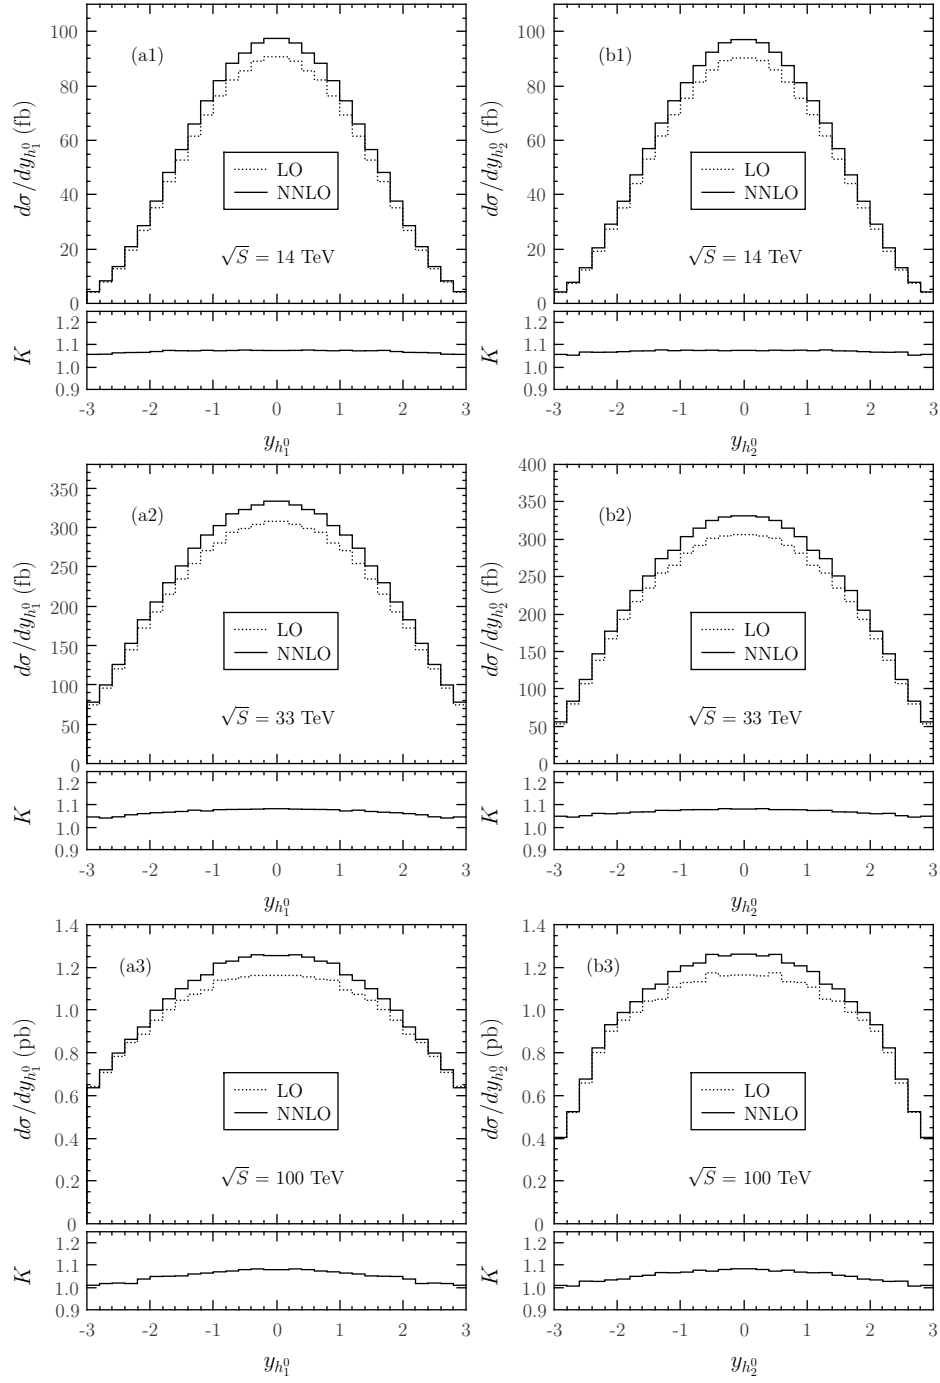 100
80
60
40
20
0
dσ/dy_{h_1^0} (fb)
(a1)
LO
NNLO
√S = 14 TeV
1.2
1.1
1.0
0.9
K
-3 -2 -1 0 1 2 3
y_{h_1^0}
100
80
60
40
20
0
dσ/dy_{h_2^0} (fb)
(b1)
LO
NNLO
√S = 14 TeV
1.2
1.1
1.0
0.9
K
-3 -2 -1 0 1 2 3
y_{h_2^0}
350
300
250
200
150
100
50
0
dσ/dy_{h_1^0} (fb)
(a2)
LO
NNLO
√S = 33 TeV
1.2
1.1
1.0
0.9
K
-3 -2 -1 0 1 2 3
y_{h_1^0}
400
350
300
250
200
150
100
50
0
dσ/dy_{h_2^0} (fb)
(b2)
LO
NNLO
√S = 33 TeV
1.2
1.1
1.0
0.9
K
-3 -2 -1 0 1 2 3
y_{h_2^0}
1.4
1.2
1.0
0.8
0.6
0.4
0.2
0
dσ/dy_{h_1^0} (pb)
(a3)
LO
NNLO
√S = 100 TeV
1.2
1.1
1.0
0.9
K
-3 -2 -1 0 1 2 3
y_{h_1^0}
1.4
1.2
1.0
0.8
0.6
0.4
0.2
0
dσ/dy_{h_2^0} (pb)
(b3)
LO
NNLO
√S = 100 TeV
1.2
1.1
1.0
0.9
K
-3 -2 -1 0 1 2 3
y_{h_2^0}